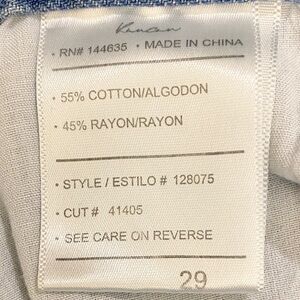 Kancan
• RN# 144635 • MADE IN CHINA
• 55% COTTON/ALGODON
• 45% RAYON/RAYON
• STYLE / ESTILO # 128075
• CUT # 41405
• SEE CARE ON REVERSE
29